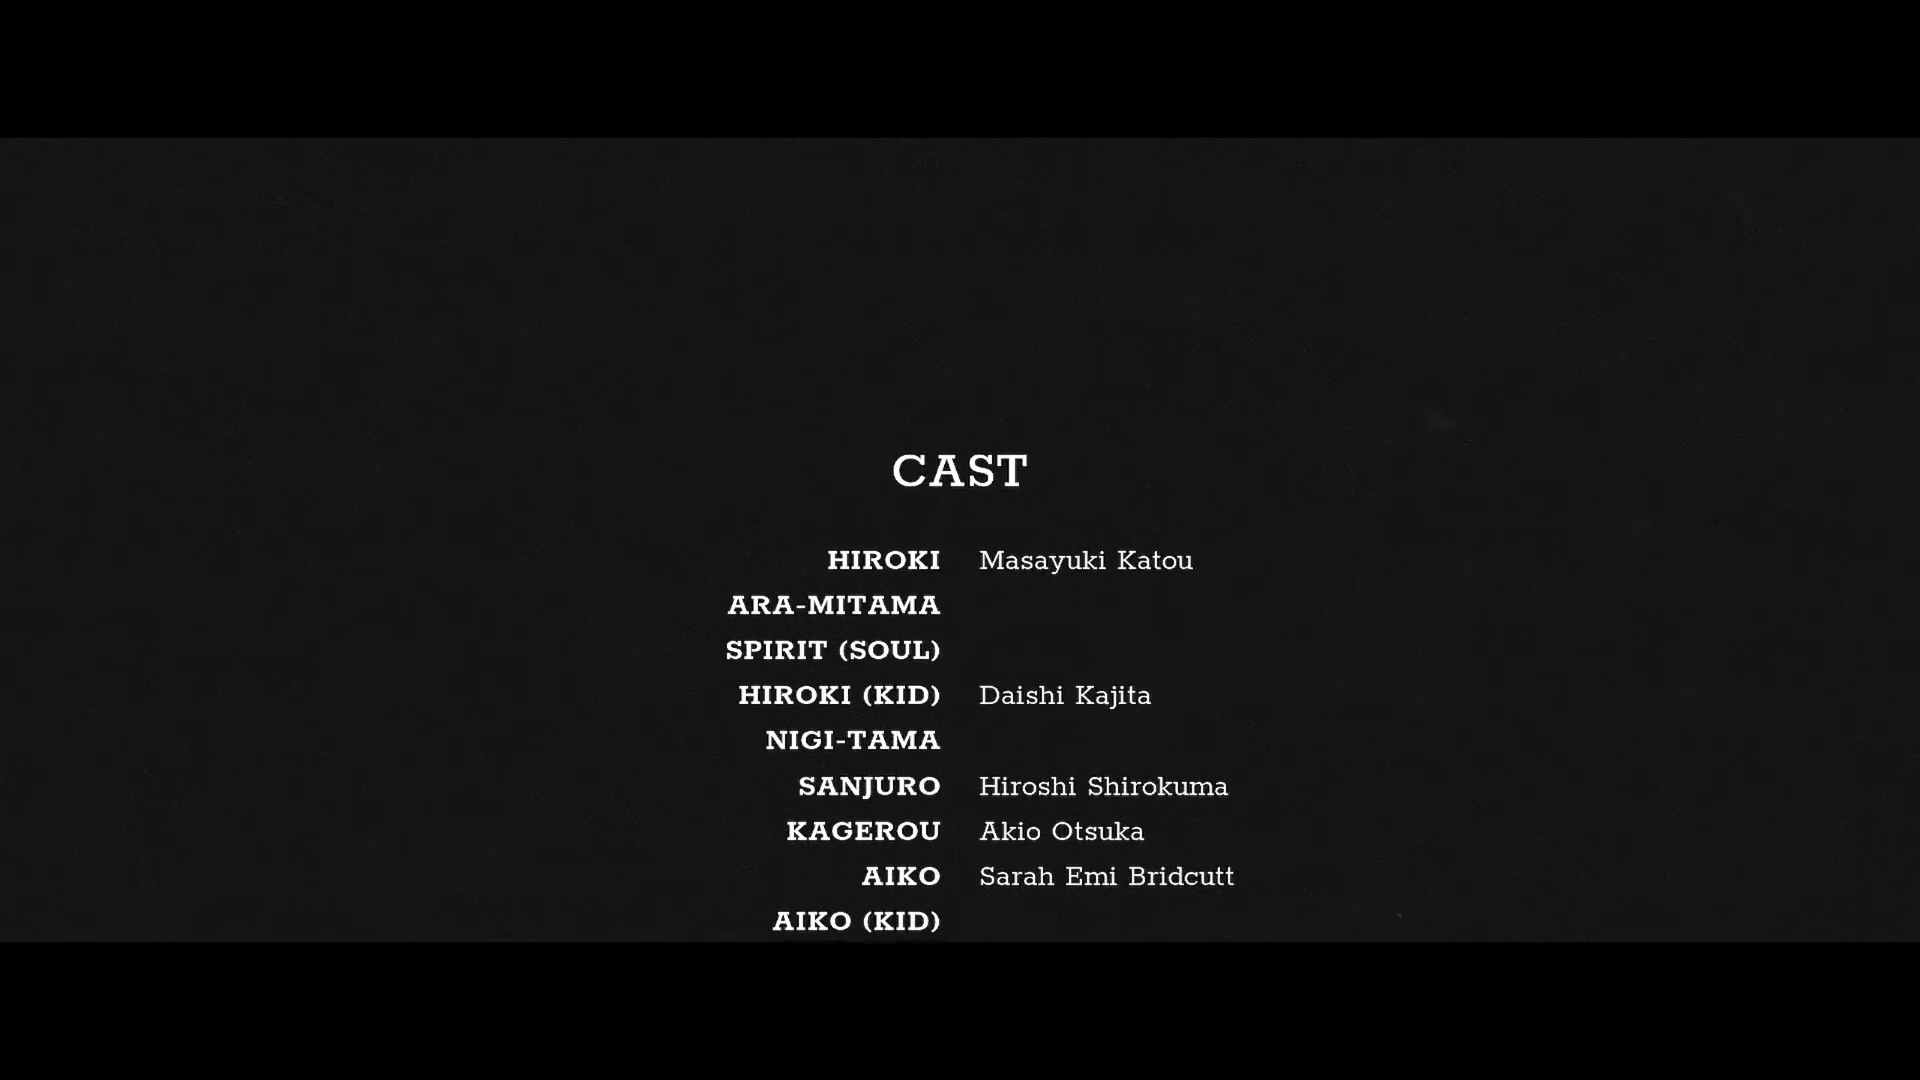 CAST
HIROKI Masayuki Katou
ARA-MITAMA
SPIRIT (SOUL)
HIROKI (KID) Daishi Kajita
NIGI-TAMA
SANJURO Hiroshi Shirokuma
KAGEROU Akio Otsuka
AIKO Sarah Emi Bridcutt
AIKO (KID)